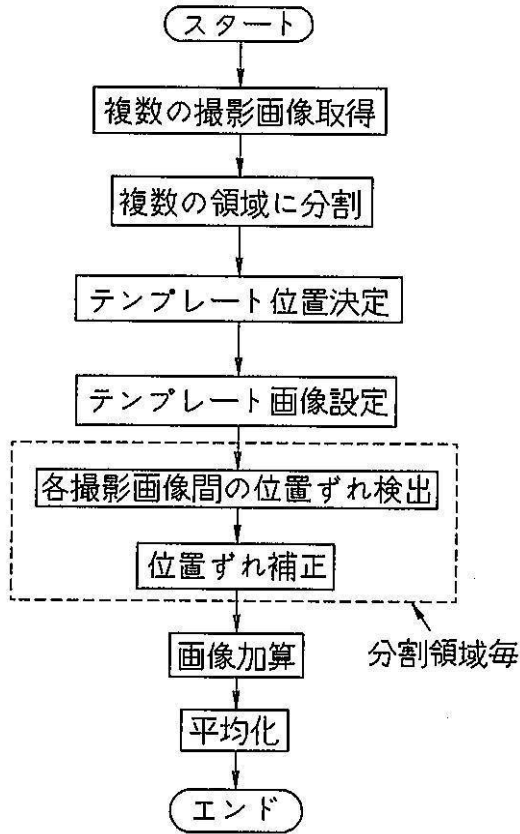 スタート
複数の撮影画像取得
複数の領域に分割
テンプレート位置決定
テンプレート画像設定
各撮影画像間の位置ずれ検出
位置ずれ補正
分割領域毎
画像加算
平均化
エンド